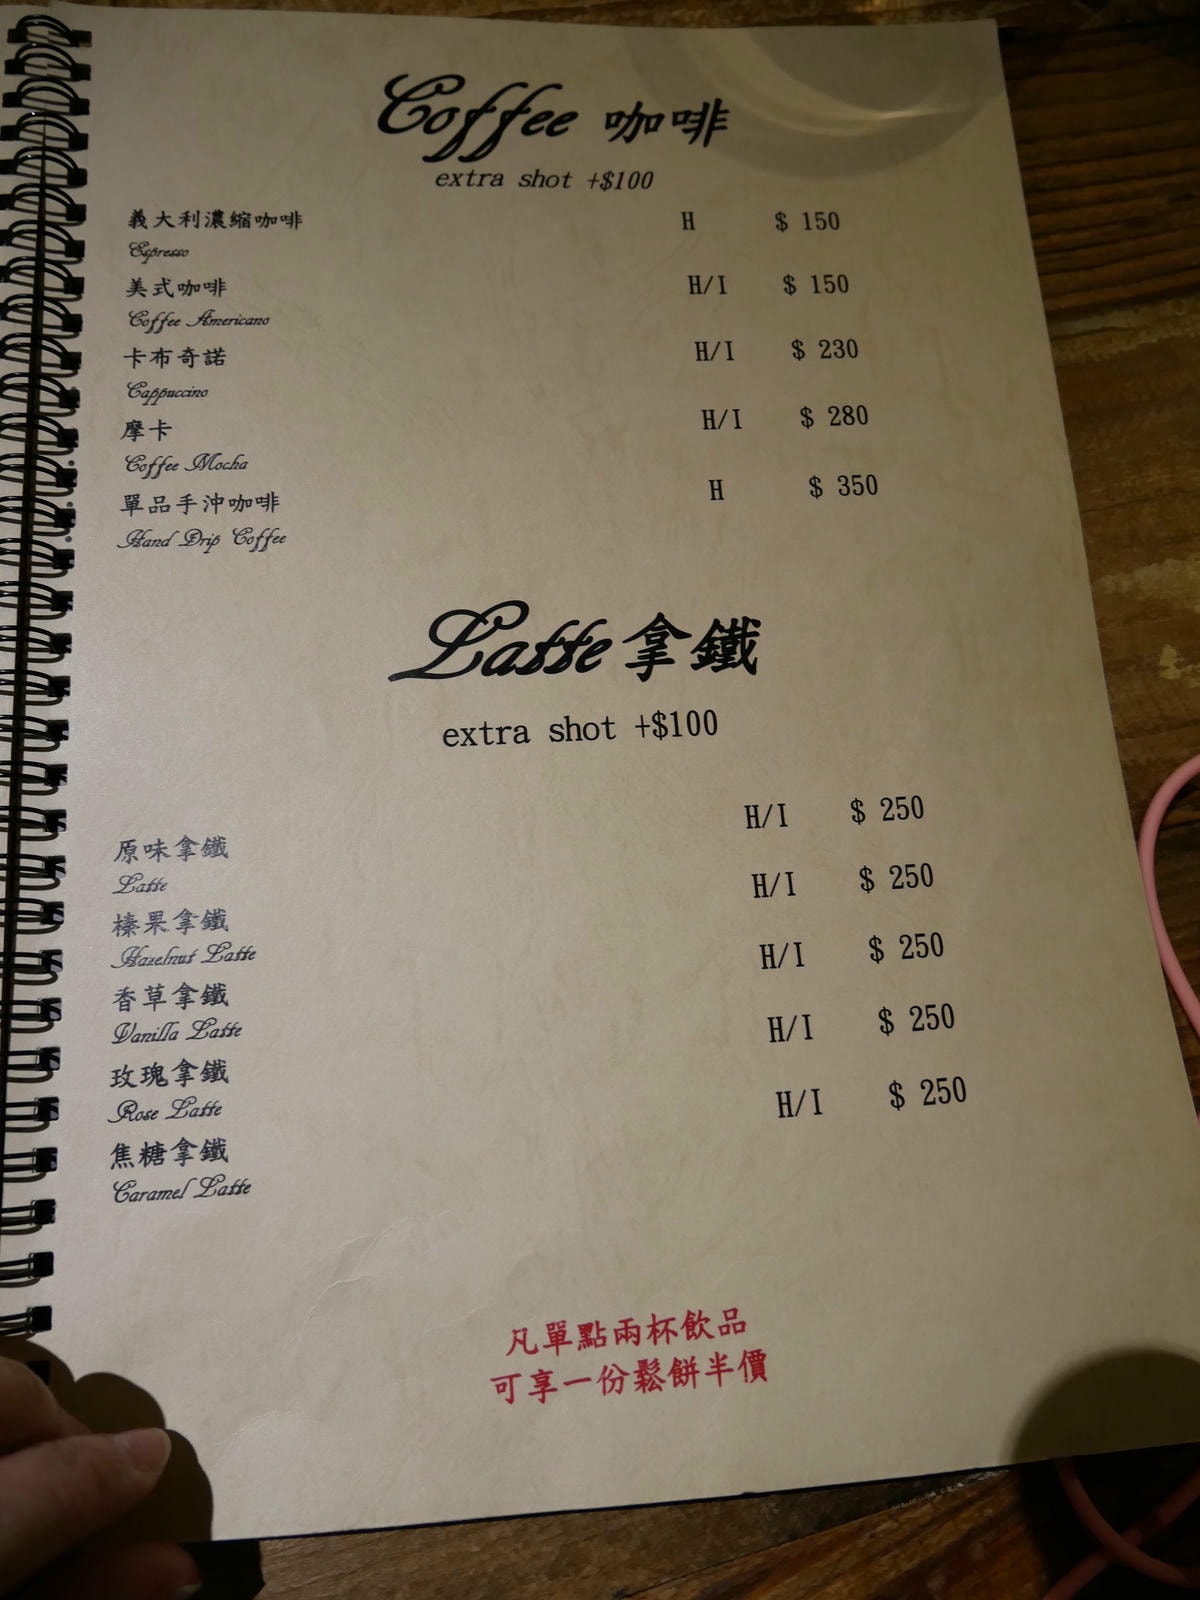 Coffee 咖啡
extra shot +$100
義大利濃縮咖啡 H $ 150
Espresso
美式咖啡 H/I $ 150
Coffee Americano
卡布奇諾 H/I $ 230
Cappuccino
摩卡 H/I $ 280
Coffee Mocha
單品手沖咖啡 H $ 350
Hand Drip Coffee
Latte 拿鐵
extra shot +$100
原味拿鐵 H/I $ 250
Latte
榛果拿鐵 H/I $ 250
Hazelnut Latte
香草拿鐵 H/I $ 250
Vanilla Latte
玫瑰拿鐵 H/I $ 250
Rose Latte
焦糖拿鐵 H/I $ 250
Caramel Latte
凡單點兩杯飲品
可享一份鬆餅半價